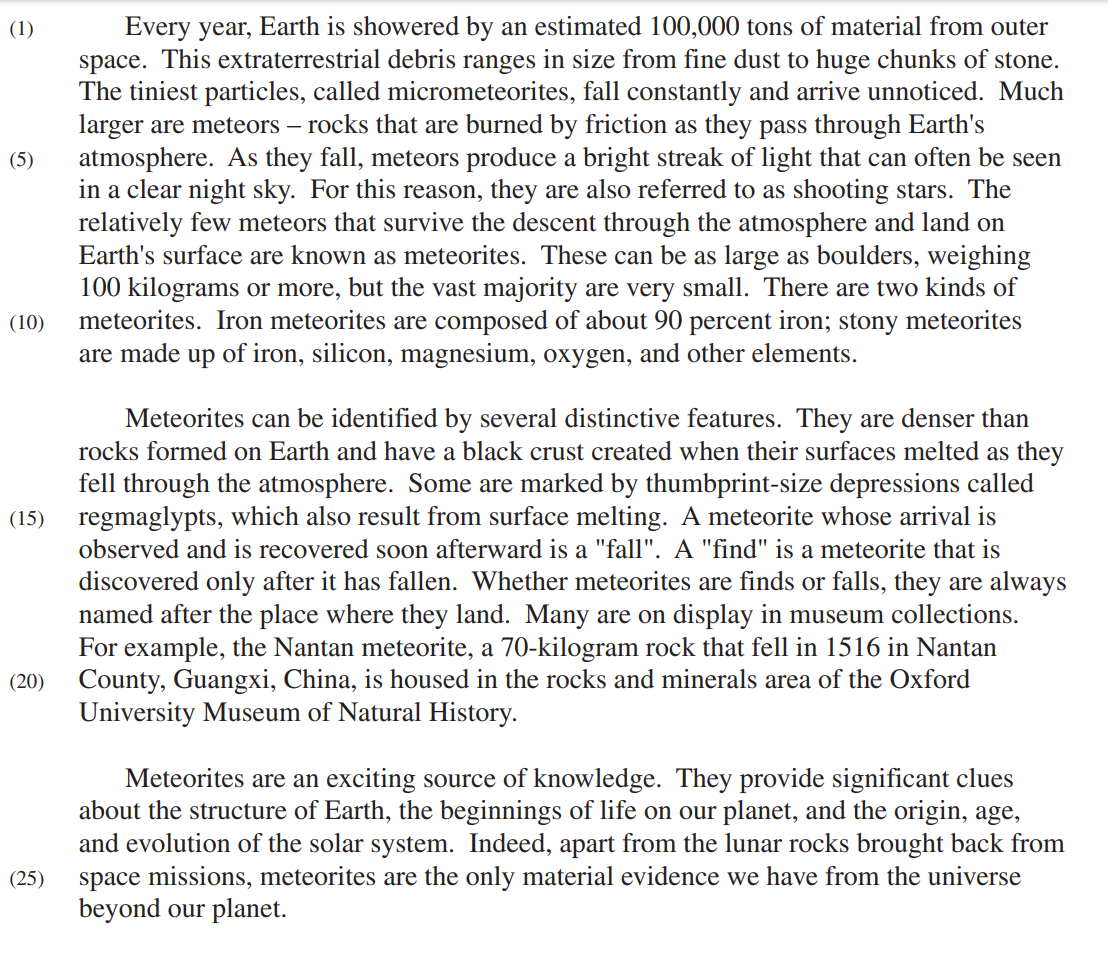 (1) Every year, Earth is showered by an estimated 100,000 tons of material from outer
space. This extraterrestrial debris ranges in size from fine dust to huge chunks of stone.
The tiniest particles, called micrometeorites, fall constantly and arrive unnoticed. Much
larger are meteors – rocks that are burned by friction as they pass through Earth's
(5) atmosphere. As they fall, meteors produce a bright streak of light that can often be seen
in a clear night sky. For this reason, they are also referred to as shooting stars. The
relatively few meteors that survive the descent through the atmosphere and land on
Earth's surface are known as meteorites. These can be as large as boulders, weighing
100 kilograms or more, but the vast majority are very small. There are two kinds of
(10) meteorites. Iron meteorites are composed of about 90 percent iron; stony meteorites
are made up of iron, silicon, magnesium, oxygen, and other elements.
Meteorites can be identified by several distinctive features. They are denser than
rocks formed on Earth and have a black crust created when their surfaces melted as they
fell through the atmosphere. Some are marked by thumbprint-size depressions called
(15) regmaglypts, which also result from surface melting. A meteorite whose arrival is
observed and is recovered soon afterward is a "fall". A "find" is a meteorite that is
discovered only after it has fallen. Whether meteorites are finds or falls, they are always
named after the place where they land. Many are on display in museum collections.
For example, the Nantan meteorite, a 70-kilogram rock that fell in 1516 in Nantan
(20) County, Guangxi, China, is housed in the rocks and minerals area of the Oxford
University Museum of Natural History.
Meteorites are an exciting source of knowledge. They provide significant clues
about the structure of Earth, the beginnings of life on our planet, and the origin, age,
and evolution of the solar system. Indeed, apart from the lunar rocks brought back from
(25) space missions, meteorites are the only material evidence we have from the universe
beyond our planet.